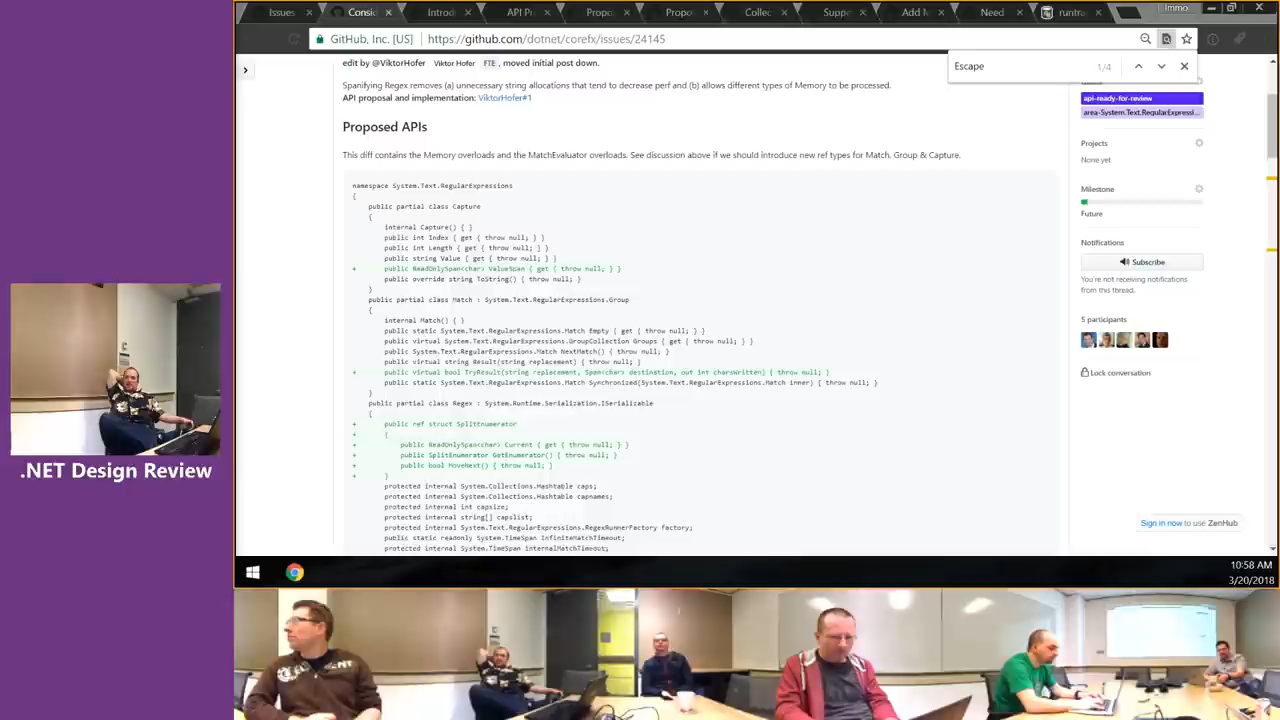 Issues
Consic
Introd
API Pr
Propo
Propo
Collec
Suppe
Add M
Need
runtra
Immo
GitHub, Inc. [US] https://github.com/dotnet/corefx/issues/24145
Escape 1/4
edit by @ViktorHofer Viktor Hofer FTE , moved initial post down.
Spanifying Regex removes (a) unnecessary string allocations that tend to decrease perf and (b) allows different types of Memory to be processed.
API proposal and implementation: ViktorHofer#1
Proposed APIs
This diff contains the Memory overloads and the MatchEvaluator overloads. See discussion above if we should introduce new ref types for Match, Group & Capture.
namespace System.Text.RegularExpressions
{
public partial class Capture
{
internal Capture() { }
public int Index { get { throw null; } }
public int Length { get { throw null; } }
public string Value { get { throw null; } }
+ public ReadOnlySpan<char> ValueSpan { get { throw null; } }
public override string ToString() { throw null; }
}
public partial class Match : System.Text.RegularExpressions.Group
{
internal Match() { }
public static System.Text.RegularExpressions.Match Empty { get { throw null; } }
public virtual System.Text.RegularExpressions.GroupCollection Groups { get { throw null; } }
public System.Text.RegularExpressions.Match NextMatch() { throw null; }
public virtual string Result(string replacement) { throw null; }
+ public virtual bool TryResult(string replacement, Span<char> destination, out int charsWritten) { throw null; }
public static System.Text.RegularExpressions.Match Synchronized(System.Text.RegularExpressions.Match inner) { throw null; }
}
public partial class Regex : System.Runtime.Serialization.ISerializable
{
+ public ref struct SplitEnumerator
+ {
+ public ReadOnlySpan<char> Current { get { throw null; } }
+ public SplitEnumerator GetEnumerator() { throw null; }
+ public bool MoveNext() { throw null; }
+ }
protected internal System.Collections.Hashtable caps;
protected internal System.Collections.Hashtable capnames;
protected internal int capsize;
protected internal string[] capslist;
protected internal System.Text.RegularExpressions.RegexRunnerFactory factory;
public static readonly System.TimeSpan InfiniteMatchTimeout;
protected internal System.TimeSpan internalMatchTimeout;
api-ready-for-review
area-System.Text.RegularExpressi...
Projects
None yet
Milestone
Future
Notifications
Subscribe
You're not receiving notifications
from this thread.
5 participants
Lock conversation
Sign in now to use ZenHub
.NET Design Review
10:58 AM
3/20/2018